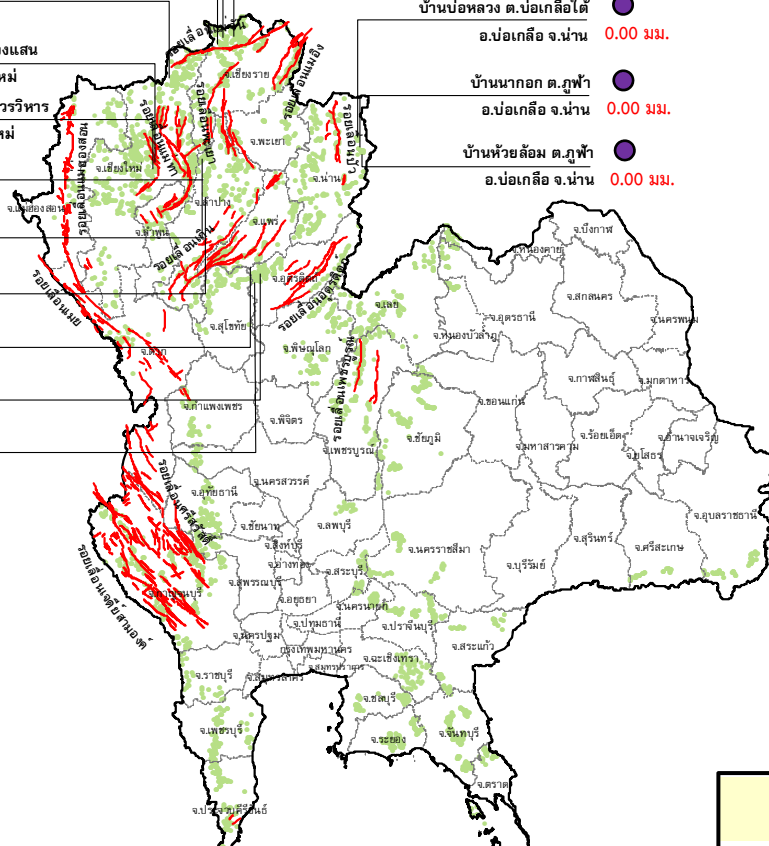 บ้านบ่อหลวง ต.บ่อเกลือใต้
อ.บ่อเกลือ จ.น่าน 0.00 มม.
บ้านนากอก ต.ภูฟ้า
อ.บ่อเกลือ จ.น่าน 0.00 มม.
บ้านห้วยล้อม ต.ภูฟ้า
อ.บ่อเกลือ จ.น่าน 0.00 มม.
จ.เชียงราย
รอยเลื่อนแม่อิง
รอยเลื่อนแม่ทา
รอยเลื่อนพะเยา
รอยเลื่อนปัว
จ.พะเยา
รอยเลื่อนแม่ฮ่องสอน
จ.เชียงใหม่
จ.น่าน
จ.แม่ฮ่องสอน
จ.ลำปาง
จ.ลำพูน
จ.แพร่
รอยเลื่อนเถิน
รอยเลื่อนเมย
จ.อุตรดิตถ์
รอยเลื่อนอุตรดิตถ์
จ.บึงกาฬ
จ.หนองคาย
จ.เลย
จ.สกลนคร
จ.อุดรธานี
จ.นครพนม
จ.สุโขทัย
จ.หนองบัวลำภู
จ.ตาก
จ.พิษณุโลก
รอยเลื่อนเพชรบูรณ์
จ.กาฬสินธุ์
จ.มุกดาหาร
จ.กำแพงเพชร
จ.พิจิตร
จ.ขอนแก่น
จ.ชัยภูมิ
จ.เพชรบูรณ์
จ.มหาสารคาม
จ.ร้อยเอ็ด
จ.อำนาจเจริญ
จ.ยโสธร
รอยเลื่อนศรีสวัสดิ์
จ.นครสวรรค์
จ.อุทัยธานี
จ.ชัยนาท
จ.ลพบุรี
จ.อุบลราชธานี
จ.สิงห์บุรี
จ.นครราชสีมา
จ.สุรินทร์
จ.ศรีสะเกษ
จ.อ่างทอง
จ.บุรีรัมย์
จ.สระบุรี
จ.สุพรรณบุรี
รอยเลื่อนเจดีย์สามองค์
จ.กาญจนบุรี
จ.อยุธยา
จ.นครนายก
จ.ปทุมธานี
จ.ปราจีนบุรี
จ.นครปฐม
กรุงเทพมหานคร
จ.สระแก้ว
จ.ฉะเชิงเทรา
จ.สมุทรปราการ
จ.ราชบุรี
จ.สมุทรสาคร
จ.ชลบุรี
จ.เพชรบุรี
จ.ระยอง
จ.จันทบุรี
จ.ตราด
จ.ประจวบคีรีขันธ์